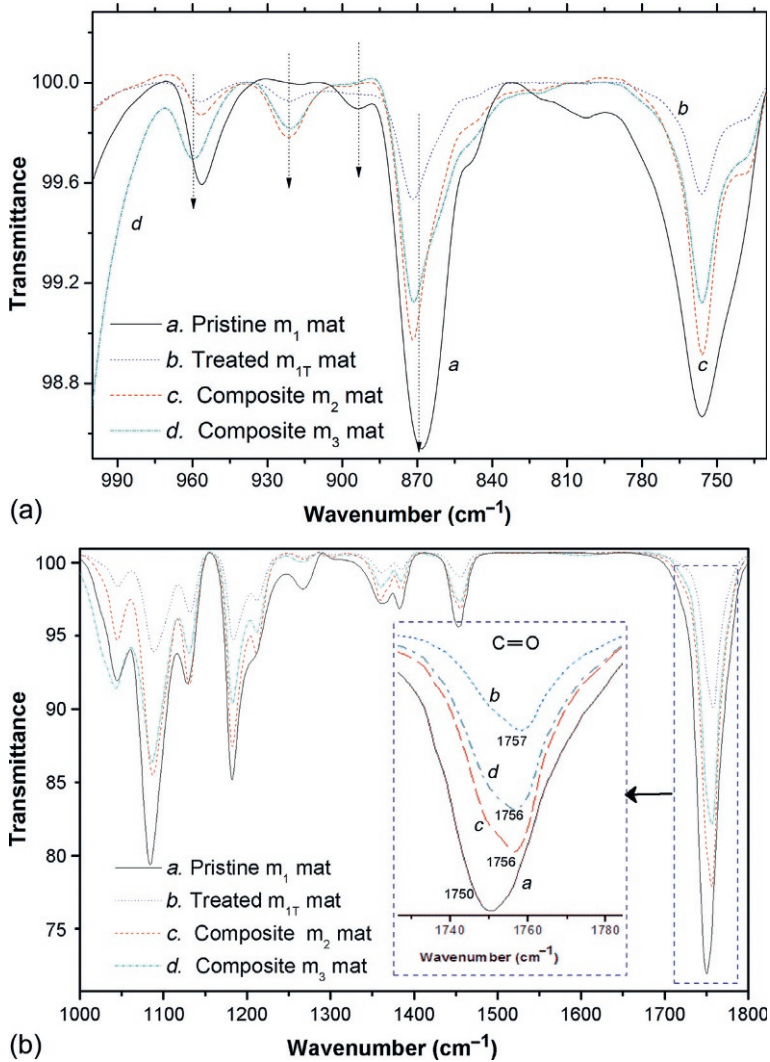 100.0
99.6
99.2
98.8
Transmittance
b
d
a
c
a. Pristine m₁ mat
b. Treated m₁T mat
c. Composite m₂ mat
d. Composite m₃ mat
990 960 930 900 870 840 810 780 750
Wavenumber (cm⁻¹)
(a)
100
95
90
85
80
75
Transmittance
C=O
b
1757
d
1756
c
1756
a
1750
1740 1760 1780
Wavenumber (cm⁻¹)
a. Pristine m₁ mat
b. Treated m₁T mat
c. Composite m₂ mat
d. Composite m₃ mat
1000 1100 1200 1300 1400 1500 1600 1700 1800
Wavenumber (cm⁻¹)
(b)